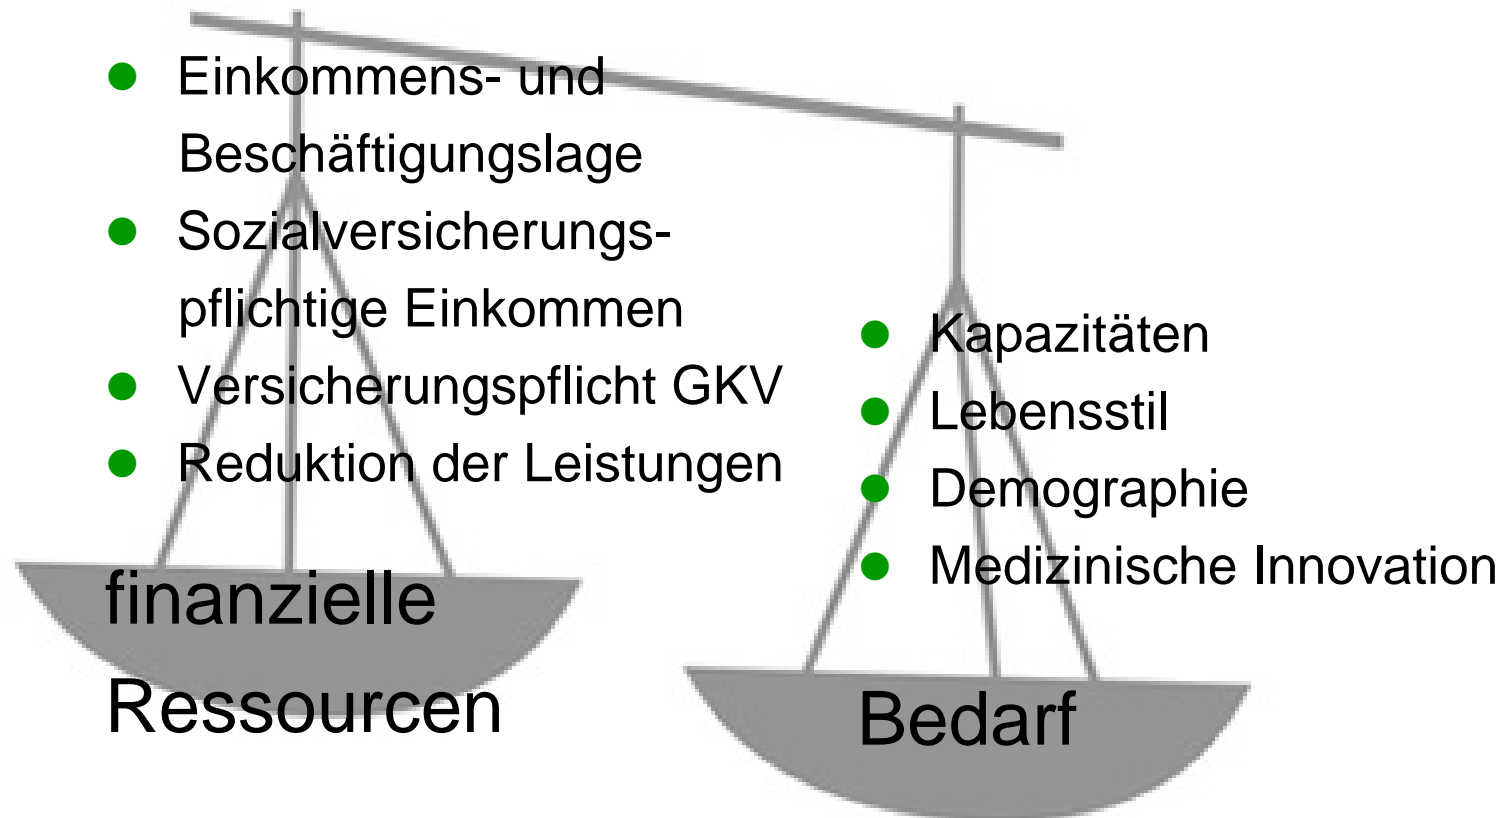 ● Einkommens- und
Beschäftigungslage
● Sozialversicherungs-
pflichtige Einkommen
● Versicherungspflicht GKV
● Reduktion der Leistungen
finanzielle
Ressourcen
● Kapazitäten
● Lebensstil
● Demographie
● Medizinische Innovation
Bedarf